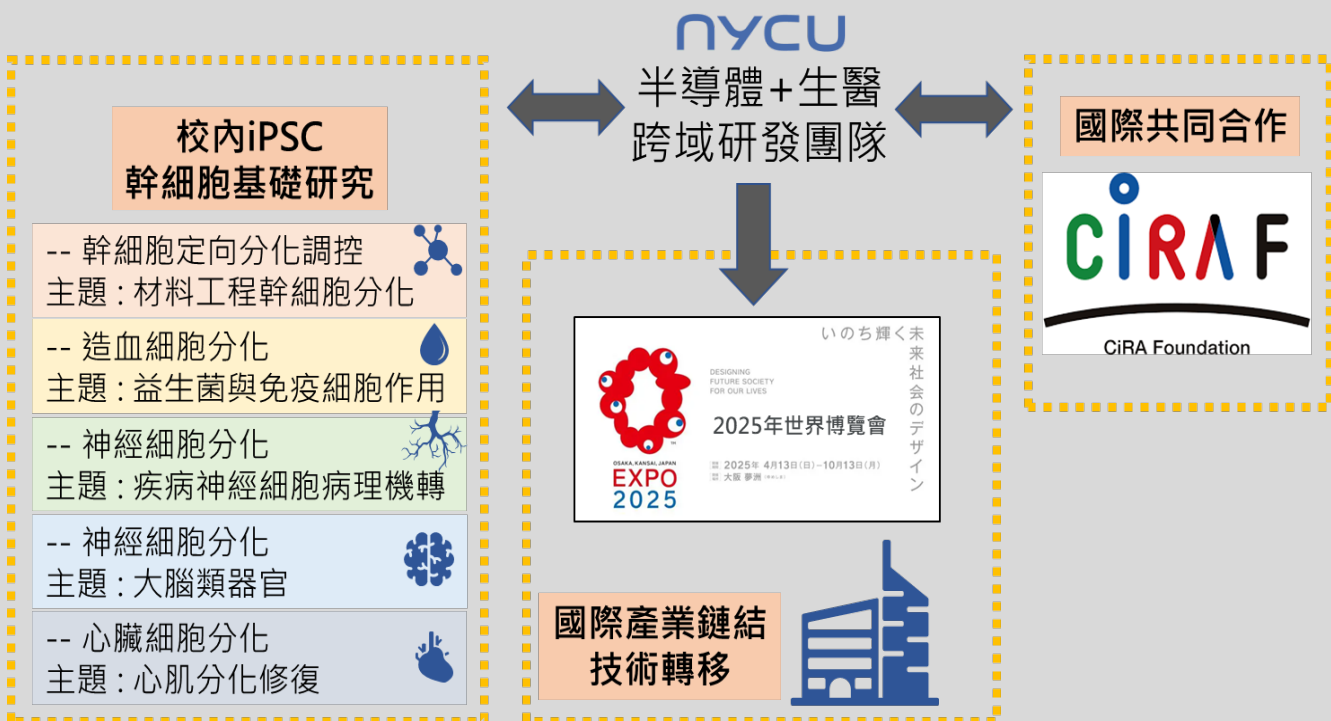 NYCU
半導體+生醫
跨域研發團隊
校內iPSC
幹細胞基礎研究
-- 幹細胞定向分化調控
主題 : 材料工程幹細胞分化
-- 造血細胞分化
主題 : 益生菌與免疫細胞作用
-- 神經細胞分化
主題 : 疾病神經細胞病理機轉
-- 神經細胞分化
主題 : 大腦類器官
-- 心臟細胞分化
主題 : 心肌分化修復
國際共同合作
CiRA F
CiRA Foundation
いのち輝く未来社会のデザイン
DESIGNING
FUTURE SOCIETY
FOR OUR LIVES
2025年世界博覽會
2025年 4月13日(日)–10月13日(月)
大阪 夢洲
OSAKA, KANSAI, JAPAN
EXPO
2025
國際產業鏈結
技術轉移